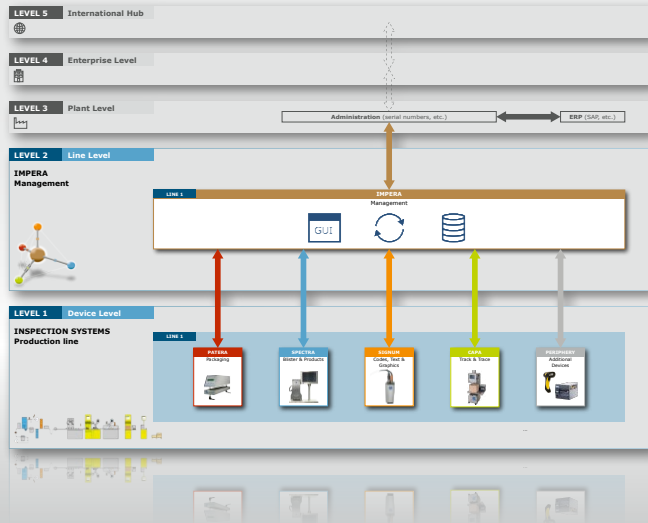 LEVEL 5 International Hub
LEVEL 4 Enterprise Level
LEVEL 3 Plant Level
Administration (serial numbers, etc.) ERP (SAP, etc.)
LEVEL 2 Line Level
IMPERA
Management
LINE 1 IMPERA
Management
GUI
LEVEL 1 Device Level
INSPECTION SYSTEMS
Production line
LINE 1
PATERA
Packaging
SPECTRA
Blister & Products
SIGNUM
Codes, Text &
Graphics
CAPA
Track & Trace
PERIPHERY
Additional
Devices